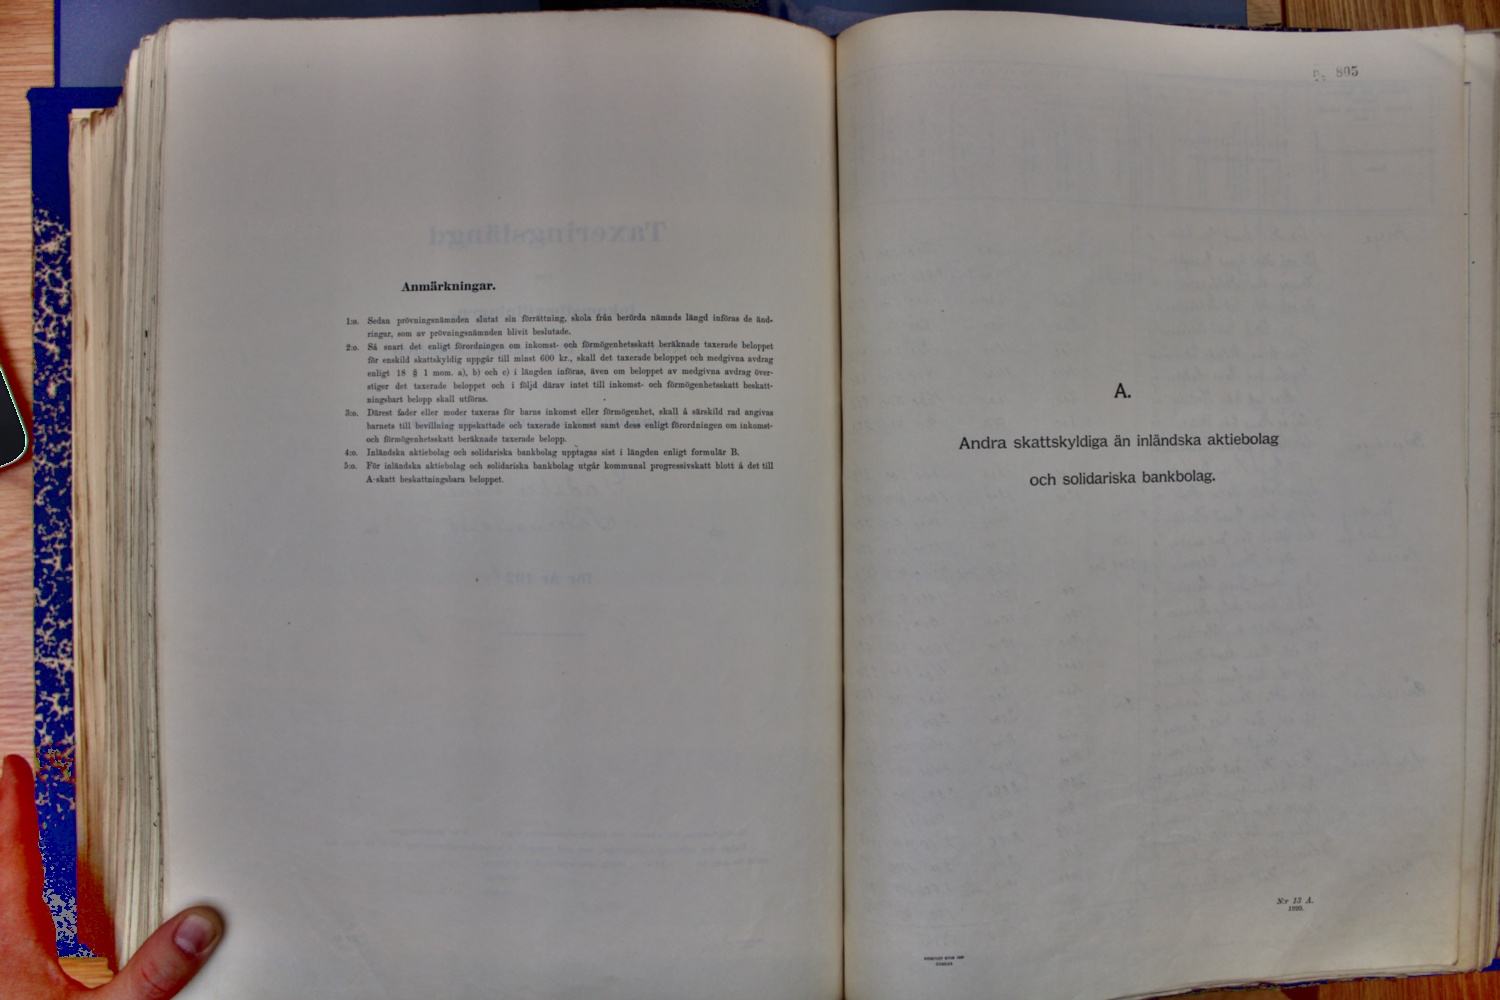 Anmärkningar.
1:o. Sedan prövningsnämnden slutat sin förrättning, skola från berörda nämnds längd införas de änd-
ringar, som av prövningsnämnden blivit beslutade.
2:o. Så snart det enligt förordningen om inkomst- och förmögenhetsskatt beräknade taxerade beloppet
för enskild skattskyldig uppgår till minst 600 kr., skall det taxerade beloppet och medgivna avdrag
enligt 18 § 1 mom. a), b) och c) i längden införas, även om beloppet av medgivna avdrag över-
stiger det taxerade beloppet och i följd därav intet till inkomst- och förmögenhetsskatt beskatt-
ningsbart belopp skall utföras.
3:o. Därest fader eller moder taxeras för barns inkomst eller förmögenhet, skall å särskild rad angivas
barnets till bevillning uppskattade och taxerade inkomst samt dess enligt förordningen om inkomst-
och förmögenhetsskatt beräknade taxerade belopp.
4:o. Inländska aktiebolag och solidariska bankbolag upptagas sist i längden enligt formulär B.
5:o. För inländska aktiebolag och solidariska bankbolag utgår kommunal progressivskatt blott å det till
A-skatt beskattningsbara beloppet.
805
A.
Andra skattskyldiga än inländska aktiebolag
och solidariska bankbolag.
N:r 13 A.
1920.